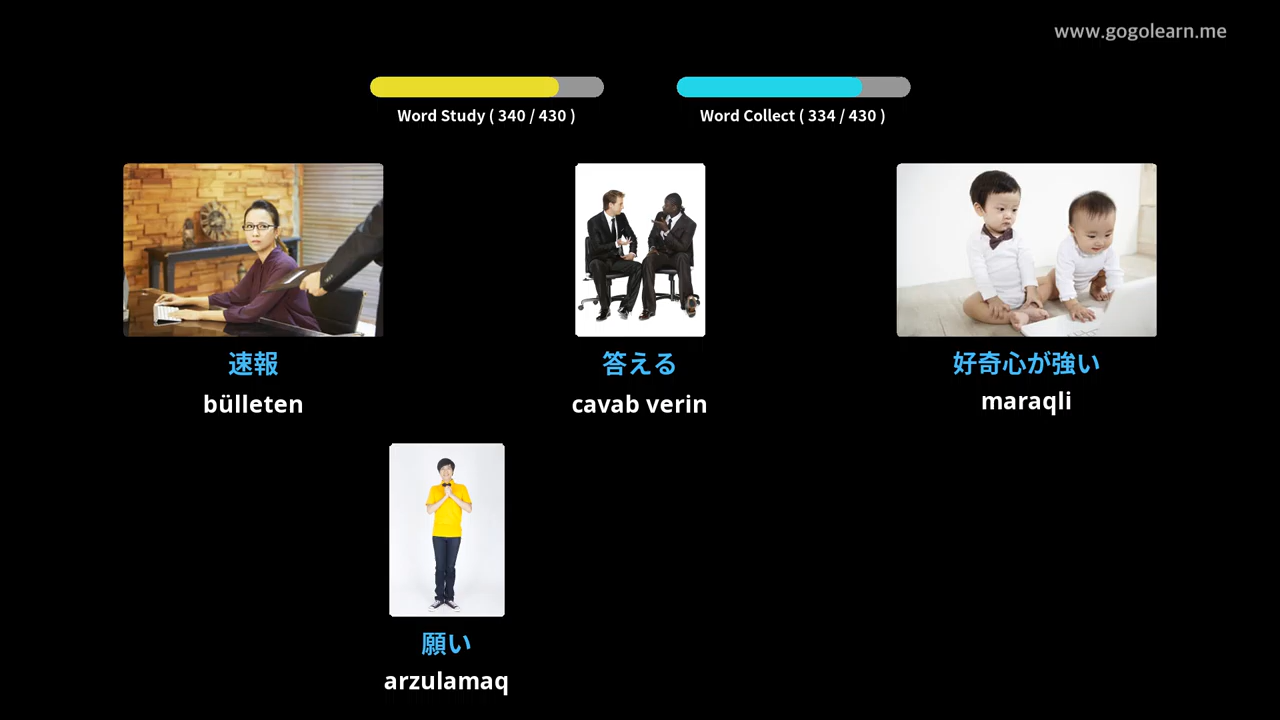 www.gogolearn.me
Word Study ( 340 / 430 )
Word Collect ( 334 / 430 )
速報
bülleten
答える
cavab verin
好奇心が強い
maraqli
願い
arzulamaq